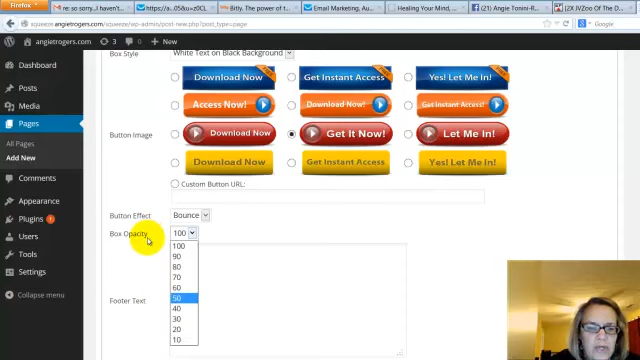 Firefox
re: so sorry...I haven't...
https://a...05&u=z0CL
Bitly. The power of the...
Email Marketing, Au...
Healing Your Mind, ...
(21) Angie Tonini-R...
[2X JVZoo Of The D...
angietrogers.com/squeeze/wp-admin/post-new.php?post_type=page
angietrogers.com
3
New
Dashboard
Posts
Media
Pages
All Pages
Add New
Comments
Appearance
Plugins 1
Users
Tools
Settings
Collapse menu
Box Style
White Text on Black Background
Button Image
Download Now
Get Instant Access
Yes! Let Me In!
Access Now!
Download Now!
Get Instant Access!
Download Now
Get It Now!
Let Me In!
Download Now
Get Instant Access
Yes! Let Me In!
Custom Button URL:
Button Effect
Bounce
Box Opacity
100
100
90
80
70
60
50
40
30
20
10
Footer Text